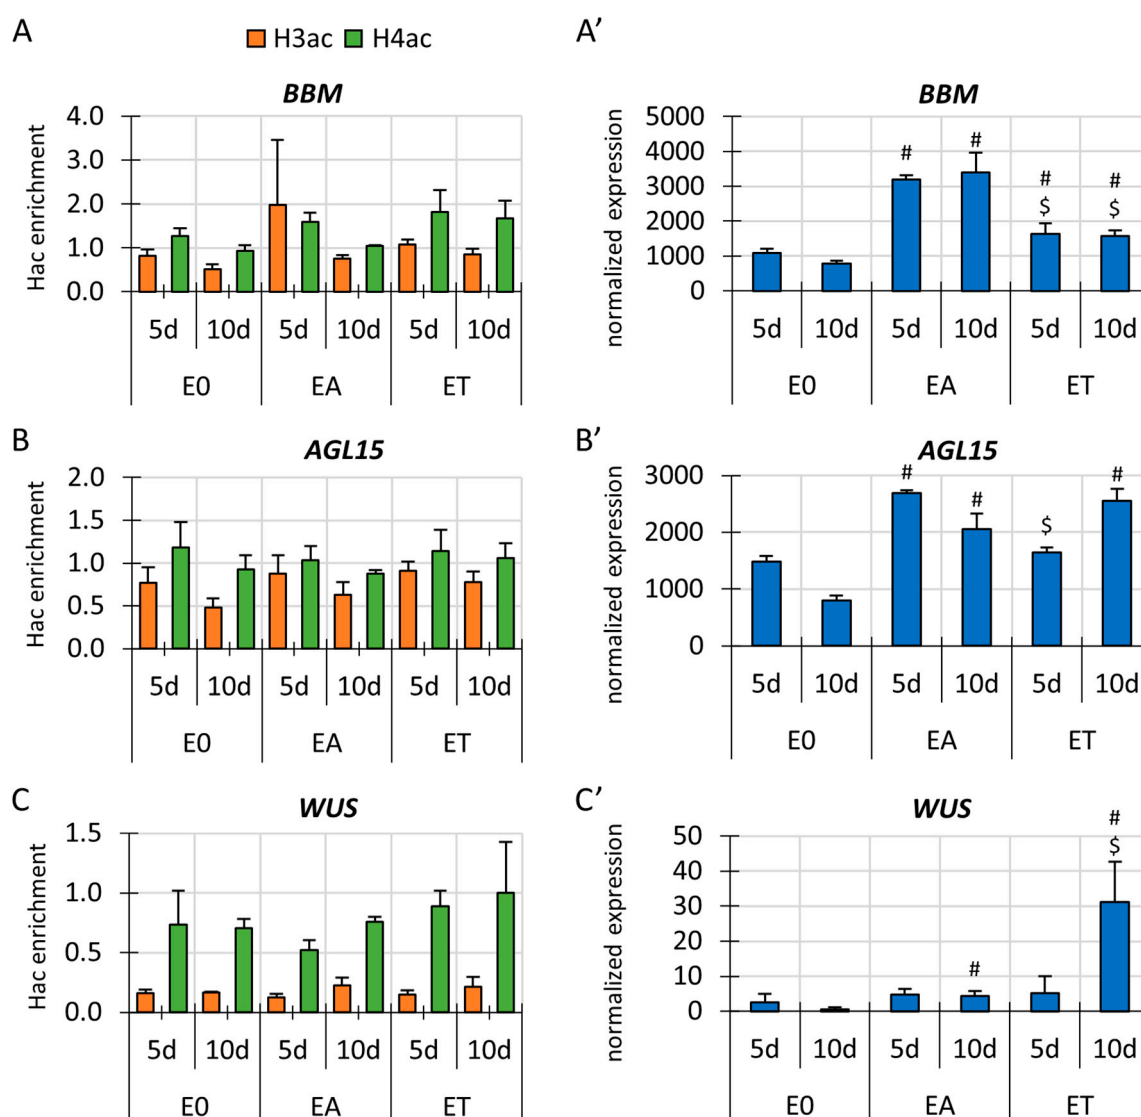 A
H3ac H4ac
BBM
Hac enrichment
4.0
3.0
2.0
1.0
0.0
5d 10d 5d 10d 5d 10d
E0 EA ET
A’
BBM
normalized expression
5000
4000
3000
2000
1000
0
# # # #
$ $
5d 10d 5d 10d 5d 10d
E0 EA ET
B
AGL15
Hac enrichment
2.0
1.5
1.0
0.5
0.0
5d 10d 5d 10d 5d 10d
E0 EA ET
B’
AGL15
normalized expression
3000
2000
1000
0
# # $ #
5d 10d 5d 10d 5d 10d
E0 EA ET
C
WUS
Hac enrichment
1.5
1.0
0.5
0.0
5d 10d 5d 10d 5d 10d
E0 EA ET
C’
WUS
normalized expression
50
40
30
20
10
0
# #
$
5d 10d 5d 10d 5d 10d
E0 EA ET